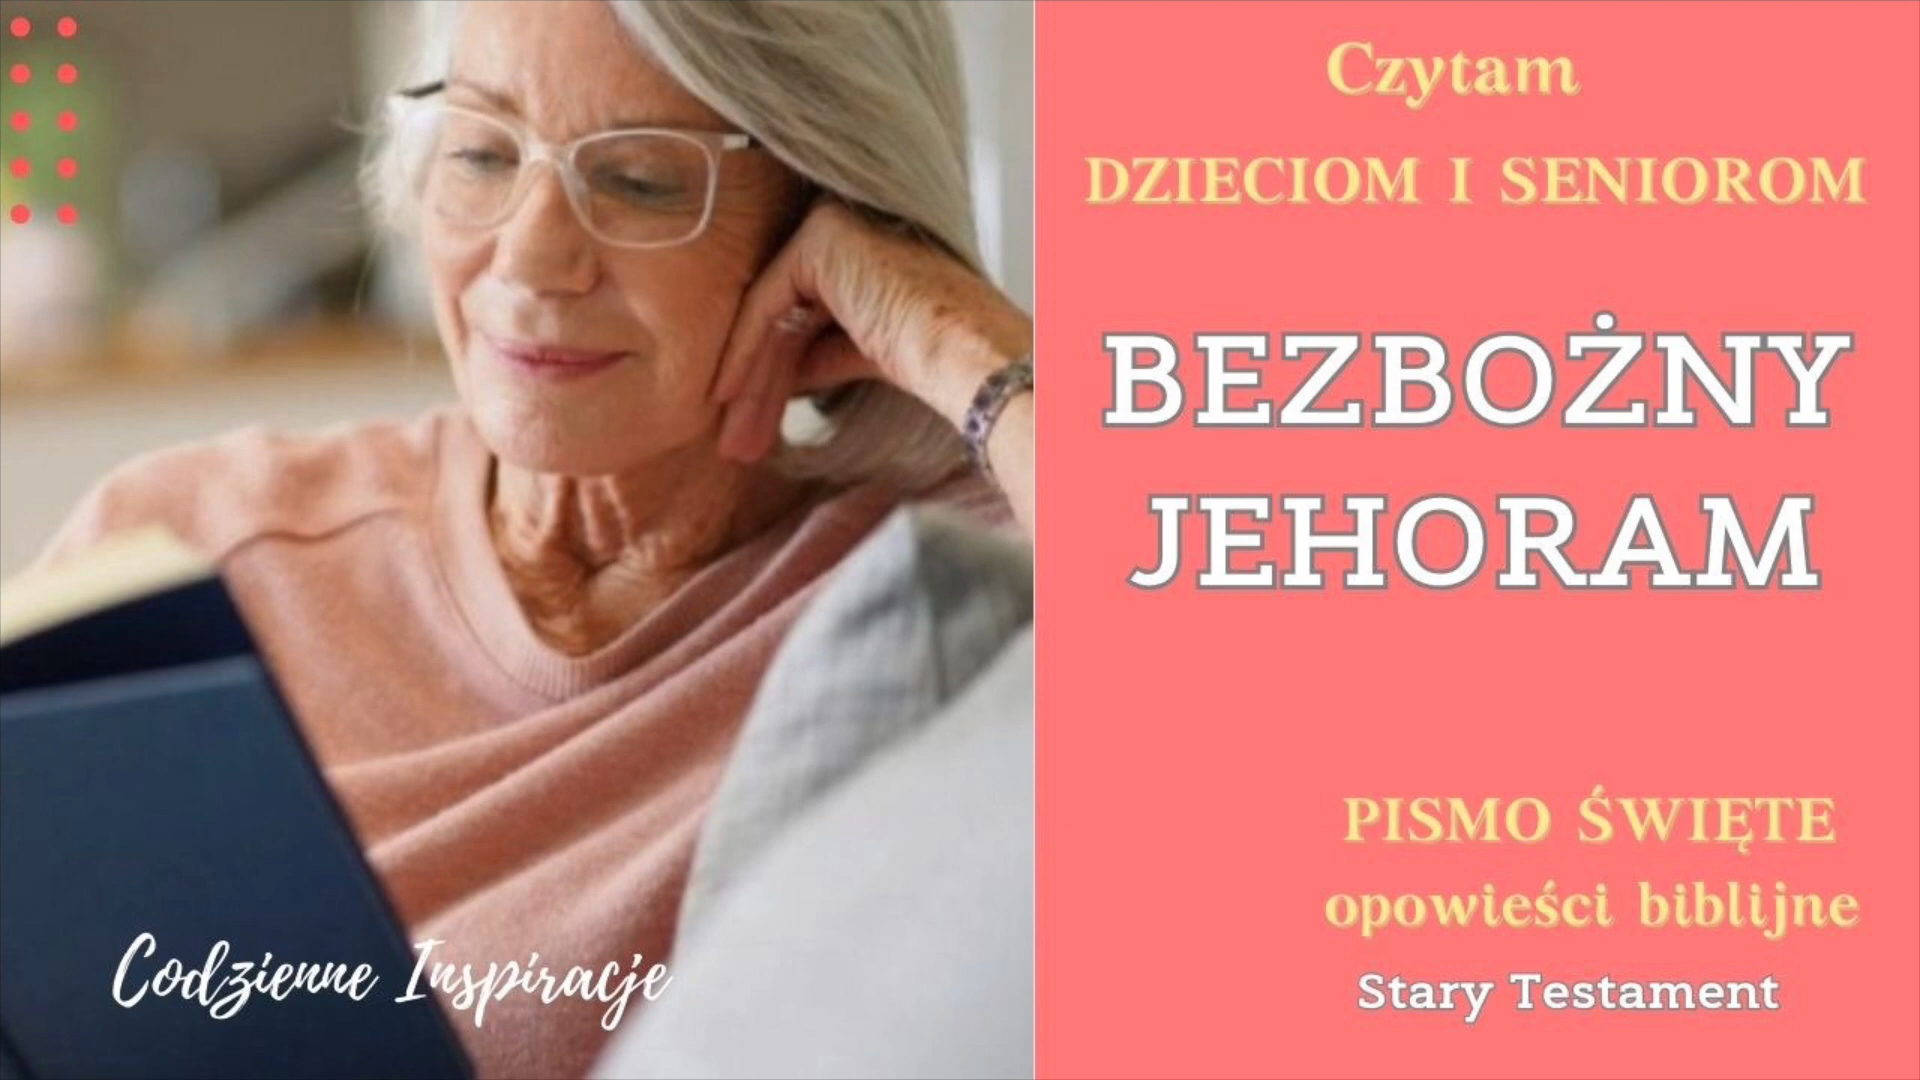 Czytam
DZIECIOM I SENIOROM
BEZBOŻNY
JEHORAM
PISMO ŚWIĘTE
opowieści biblijne
Stary Testament
Codzienne Inspiracje